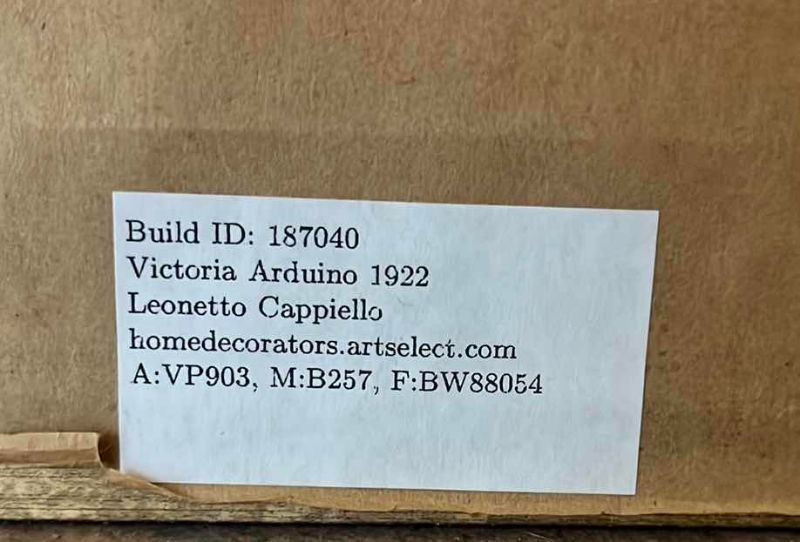 Build ID: 187040
Victoria Arduino 1922
Leonetto Cappiello
homedecorators.artselect.com
A:VP903, M:B257, F:BW88054